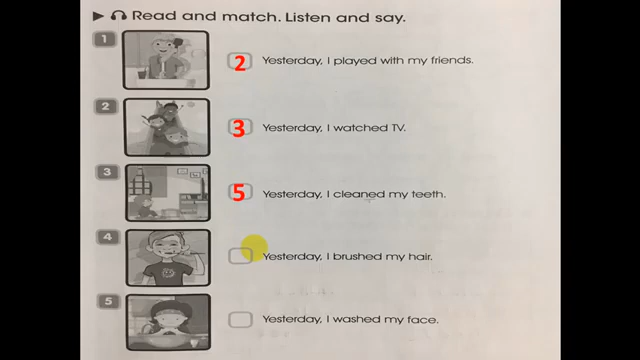 Read and match. Listen and say.
1
2 Yesterday, I played with my friends.
2
3 Yesterday, I watched TV.
3
5 Yesterday, I cleaned my teeth.
4
Yesterday, I brushed my hair.
5
Yesterday, I washed my face.